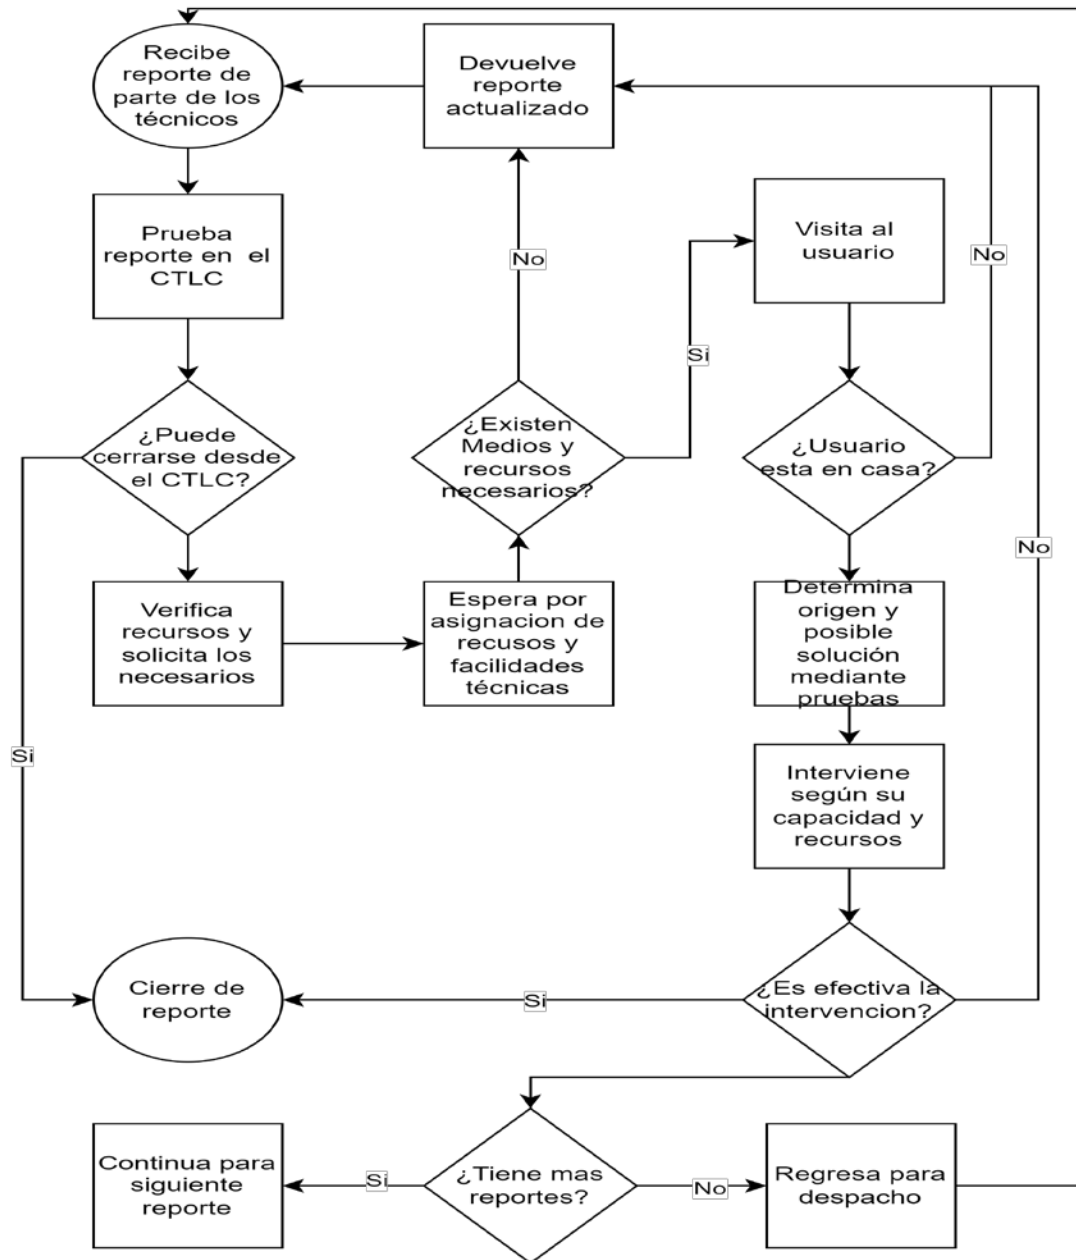 Recibe
reporte de
parte de los
técnicos
Devuelve
reporte
actualizado
Prueba
reporte en el
CTLC
Visita al
usuario
No
No
Si
¿Puede
cerrarse desde
el CTLC?
¿Existen
Medios y
recursos
necesarios?
¿Usuario
esta en casa?
No
Verifica
recursos y
solicita los
necesarios
Espera por
asignacion de
recusos y
facilidades
técnicas
Determina
origen y
posible
solución
mediante
pruebas
Si
Interviene
según su
capacidad y
recursos
Cierre de
reporte
Si
¿Es efectiva la
intervencion?
Continua para
siguiente
reporte
Si
¿Tiene mas
reportes?
No
Regresa para
despacho